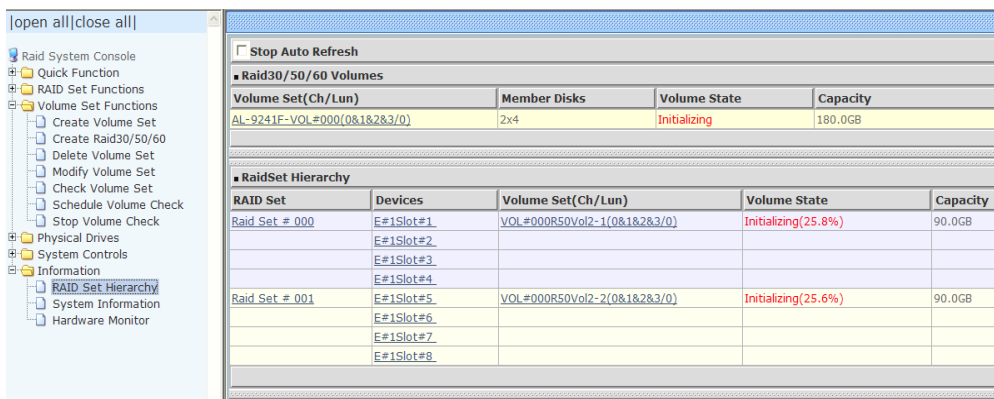 |open all|close all|
Raid System Console
Quick Function
RAID Set Functions
Volume Set Functions
Create Volume Set
Create Raid30/50/60
Delete Volume Set
Modify Volume Set
Check Volume Set
Schedule Volume Check
Stop Volume Check
Physical Drives
System Controls
Information
RAID Set Hierarchy
System Information
Hardware Monitor
Stop Auto Refresh
Raid30/50/60 Volumes
Volume Set(Ch/Lun) Member Disks Volume State Capacity
AL-9241F-VOL#000(0&1&2&3/0) 2x4 Initializing 180.0GB
RaidSet Hierarchy
RAID Set Devices Volume Set(Ch/Lun) Volume State Capacity
Raid Set # 000 E#1Slot#1 VOL#000R50Vol2-1(0&1&2&3/0) Initializing(25.8%) 90.0GB
E#1Slot#2
E#1Slot#3
E#1Slot#4
Raid Set # 001 E#1Slot#5 VOL#000R50Vol2-2(0&1&2&3/0) Initializing(25.6%) 90.0GB
E#1Slot#6
E#1Slot#7
E#1Slot#8